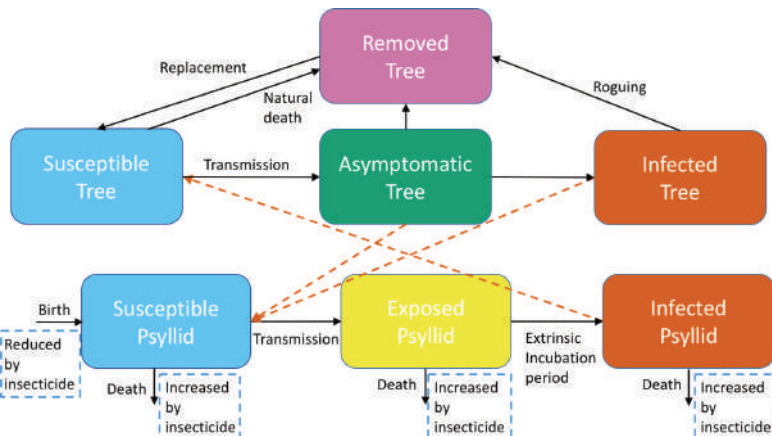 Removed
Tree
Replacement
Natural
death
Roguing
Susceptible
Tree
Transmission
Asymptomatic
Tree
Infected
Tree
Birth
Susceptible
Psyllid
Transmission
Exposed
Psyllid
Extrinsic
Incubation
period
Infected
Psyllid
Reduced
by
insecticide
Death
Increased
by
insecticide
Death
Increased
by
insecticide
Death
Increased
by
insecticide